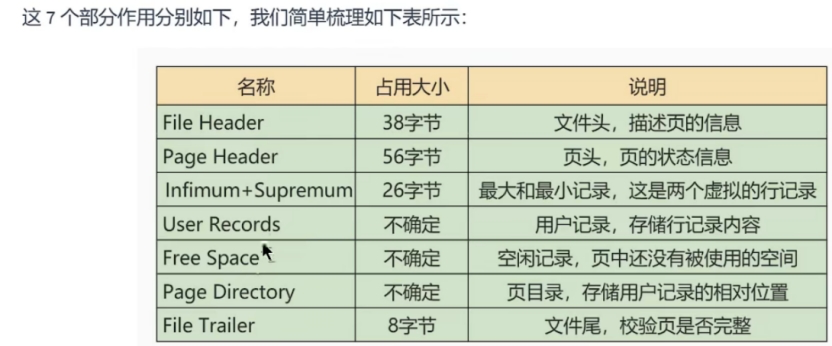 这 7 个部分作用分别如下，我们简单梳理如下表所示：
名称 占用大小 说明
File Header 38字节 文件头，描述页的信息
Page Header 56字节 页头，页的状态信息
Infimum+Supremum 26字节 最大和最小记录，这是两个虚拟的行记录
User Records 不确定 用户记录，存储行记录内容
Free Space 不确定 空闲记录，页中还没有被使用的空间
Page Directory 不确定 页目录，存储用户记录的相对位置
File Trailer 8字节 文件尾，校验页是否完整